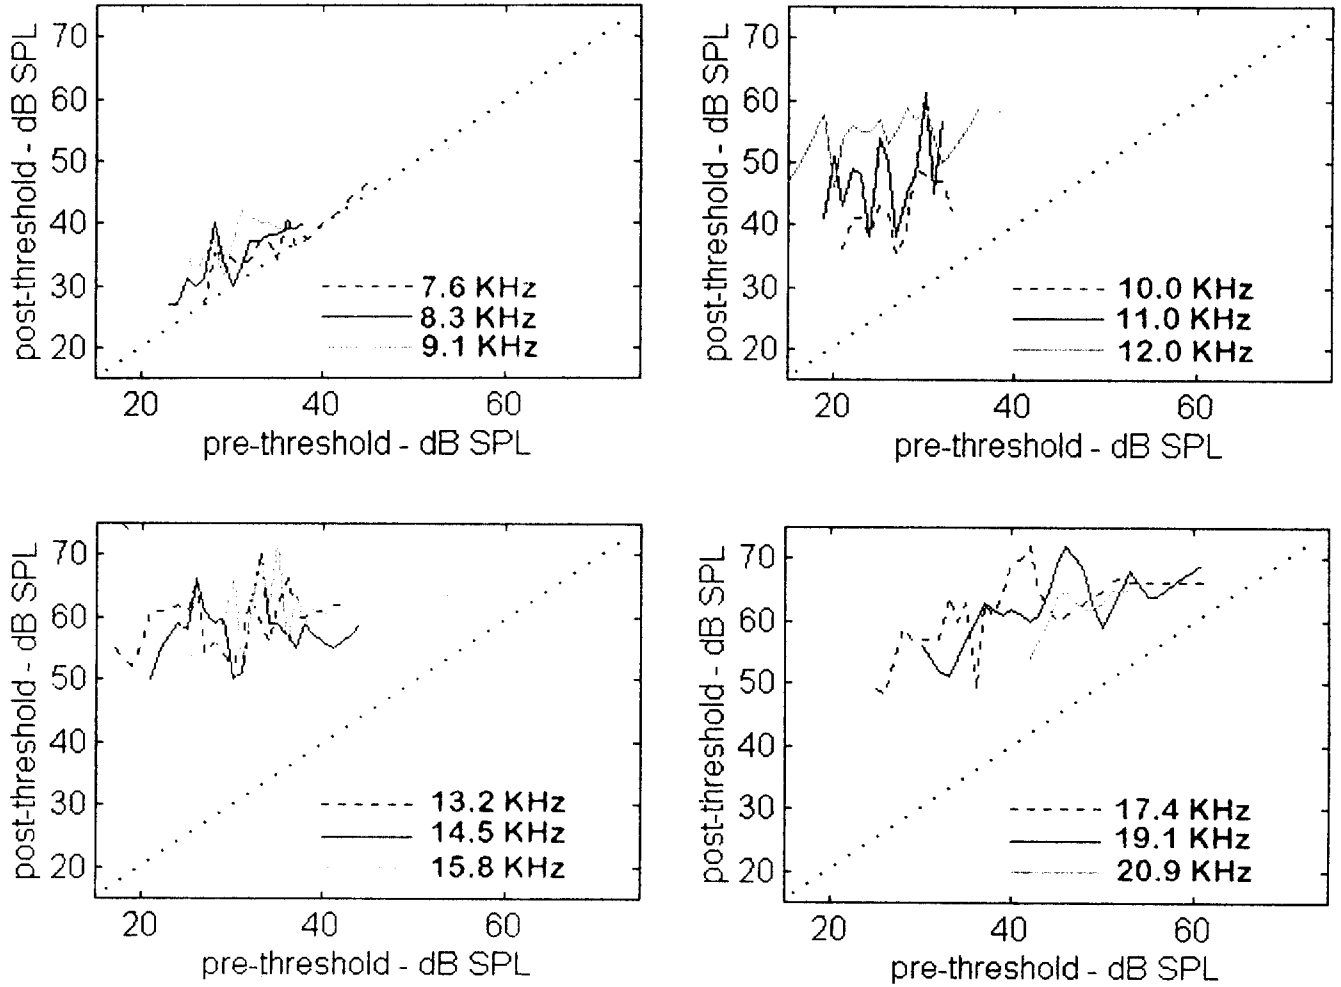 post-threshold - dB SPL
70
60
50
40
30
20
7.6 KHz
8.3 KHz
9.1 KHz
20
40
60
pre-threshold - dB SPL
post-threshold - dB SPL
70
60
50
40
30
20
10.0 KHz
11.0 KHz
12.0 KHz
20
40
60
pre-threshold - dB SPL
post-threshold - dB SPL
70
60
50
40
30
20
13.2 KHz
14.5 KHz
15.8 KHz
20
40
60
pre-threshold - dB SPL
post-threshold - dB SPL
70
60
50
40
30
20
17.4 KHz
19.1 KHz
20.9 KHz
20
40
60
pre-threshold - dB SPL